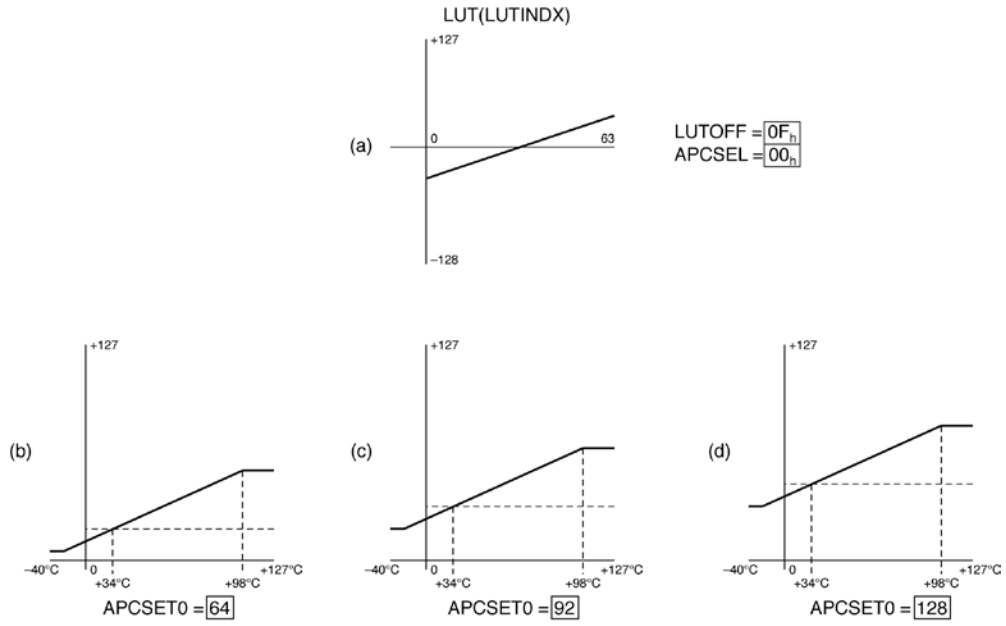 LUT(LUTINDX)
+127
(a)
0
63
−128
LUTOFF = 0Fh
APCSEL = 00h
(b)
+127
−40°C
0
+34°C
+98°C
+127°C
APCSET0 = 64
(c)
+127
−40°C
0
+34°C
+98°C
+127°C
APCSET0 = 92
(d)
+127
−40°C
0
+34°C
+98°C
+127°C
APCSET0 = 128